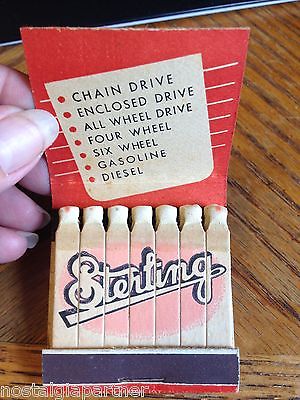 CHAIN DRIVE
ENCLOSED DRIVE
ALL WHEEL DRIVE
FOUR WHEEL
SIX WHEEL
GASOLINE
DIESEL
Sterling
© nostalgiapartner